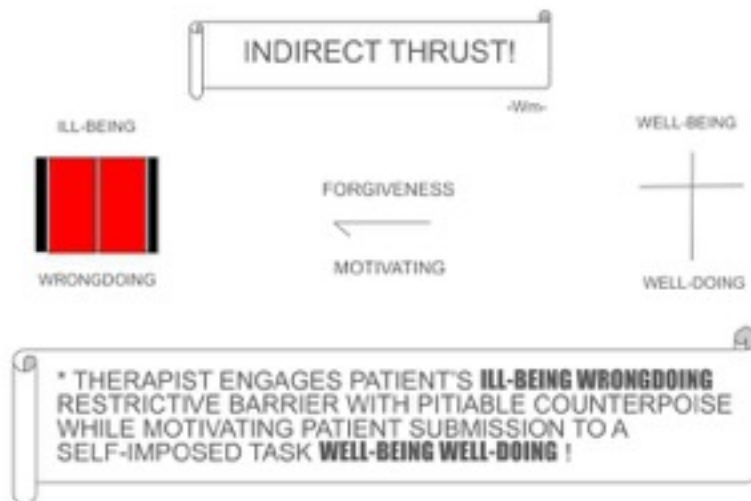 INDIRECT THRUST!
-Wm-
ILL-BEING
WELL-BEING
FORGIVENESS
MOTIVATING
WRONGDOING
WELL-DOING
* THERAPIST ENGAGES PATIENT'S ILL-BEING WRONGDOING
RESTRICTIVE BARRIER WITH PITIABLE COUNTERPOISE
WHILE MOTIVATING PATIENT SUBMISSION TO A
SELF-IMPOSED TASK WELL-BEING WELL-DOING !